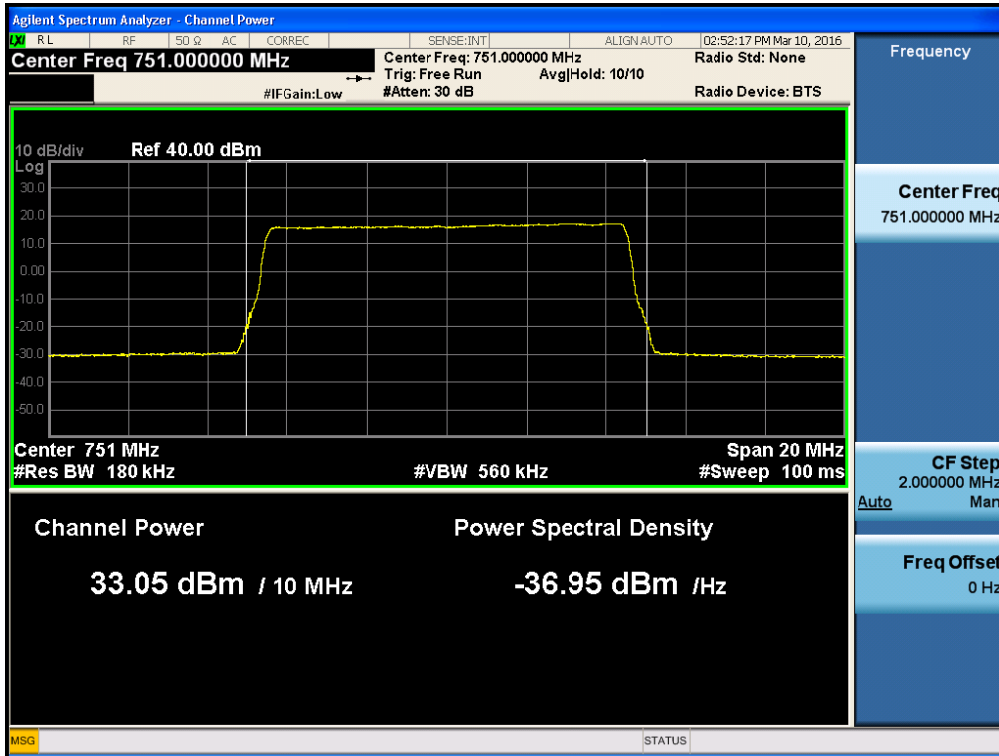 Agilent Spectrum Analyzer - Channel Power
LXI RL RF 50 Ω AC CORREC SENSE:INT ALIGN AUTO 02:52:17 PM Mar 10, 2016
Center Freq 751.000000 MHz
Center Freq: 751.000000 MHz
Radio Std: None
Trig: Free Run Avg|Hold: 10/10
#IFGain:Low
#Atten: 30 dB
Radio Device: BTS
10 dB/div Ref 40.00 dBm
Log
30.0
20.0
10.0
0.00
-10.0
-20.0
-30.0
-40.0
-50.0
Center 751 MHz
Span 20 MHz
#Res BW 180 kHz
#VBW 560 kHz
#Sweep 100 ms
Channel Power
Power Spectral Density
33.05 dBm / 10 MHz
-36.95 dBm /Hz
MSG
STATUS
Frequency
Center Freq
751.000000 MHz
CF Step
2.000000 MHz
Auto Man
Freq Offset
0 Hz